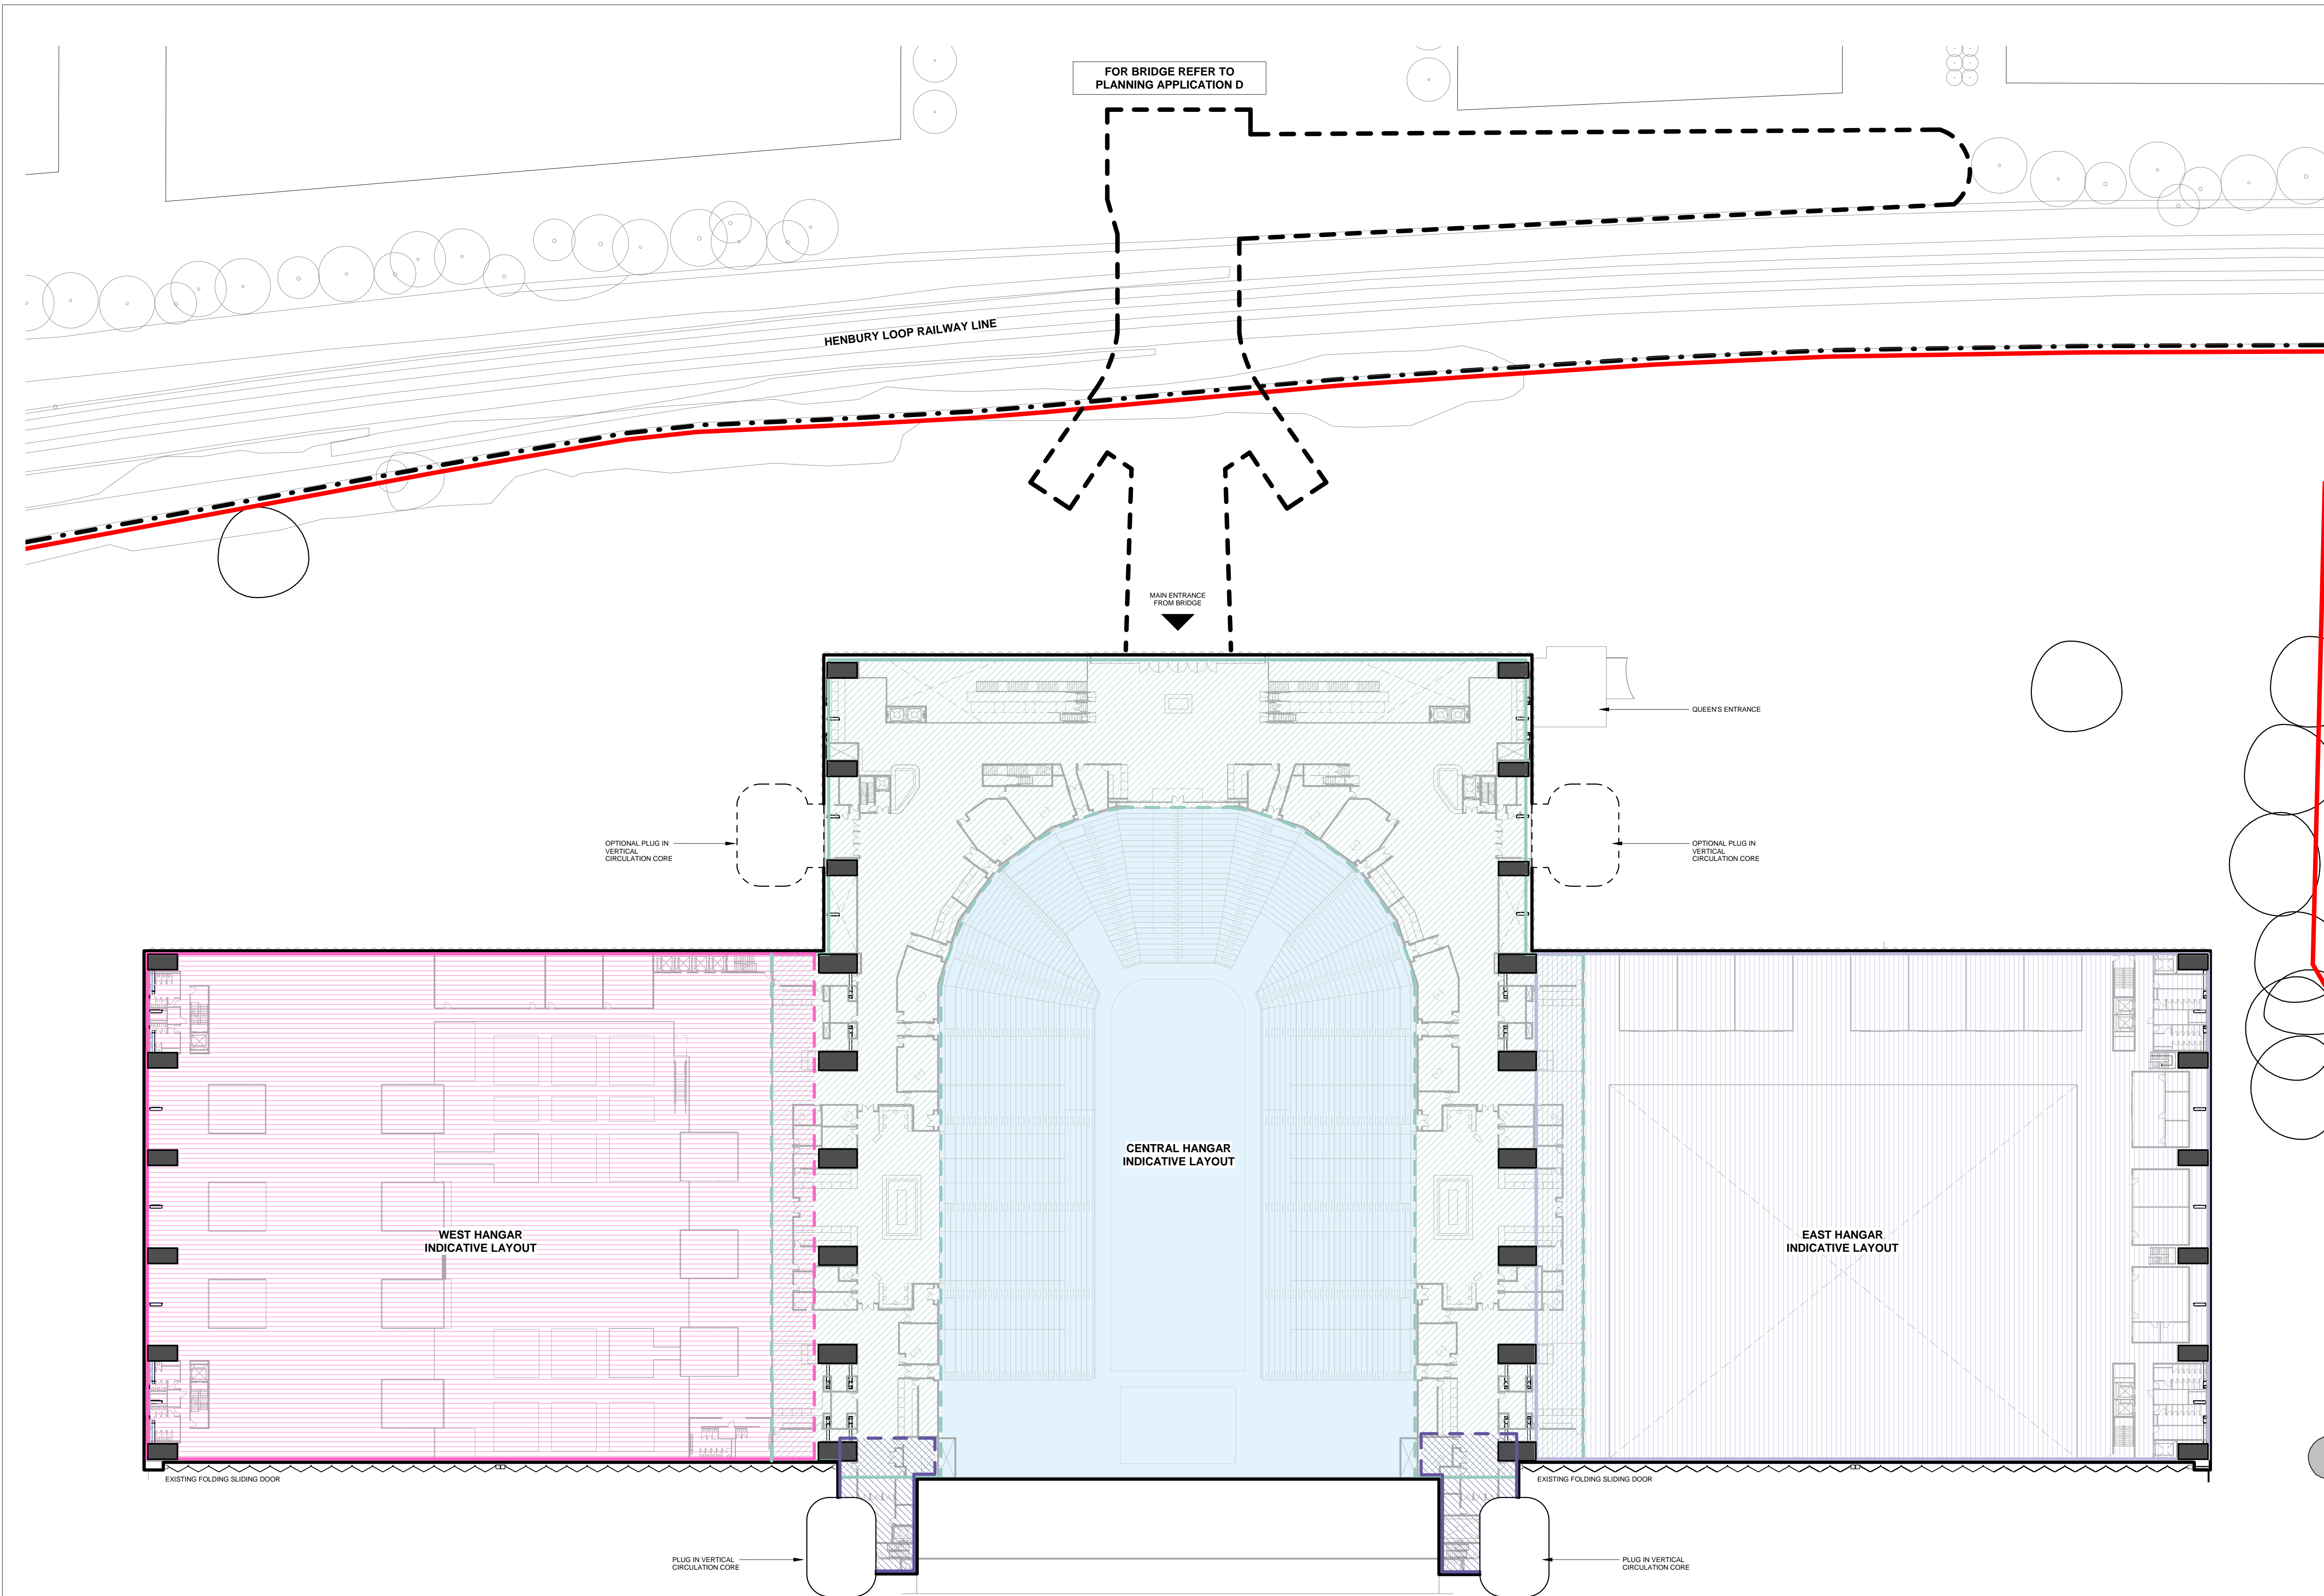 FOR BRIDGE REFER TO
PLANNING APPLICATION D
HENBURY LOOP RAILWAY LINE
MAIN ENTRANCE
FROM BRIDGE
QUEEN'S ENTRANCE
OPTIONAL PLUG IN
VERTICAL
CIRCULATION CORE
OPTIONAL PLUG IN
VERTICAL
CIRCULATION CORE
CENTRAL HANGAR
INDICATIVE LAYOUT
WEST HANGAR
INDICATIVE LAYOUT
EAST HANGAR
INDICATIVE LAYOUT
EXISTING FOLDING SLIDING DOOR
EXISTING FOLDING SLIDING DOOR
PLUG IN VERTICAL
CIRCULATION CORE
PLUG IN VERTICAL
CIRCULATION CORE